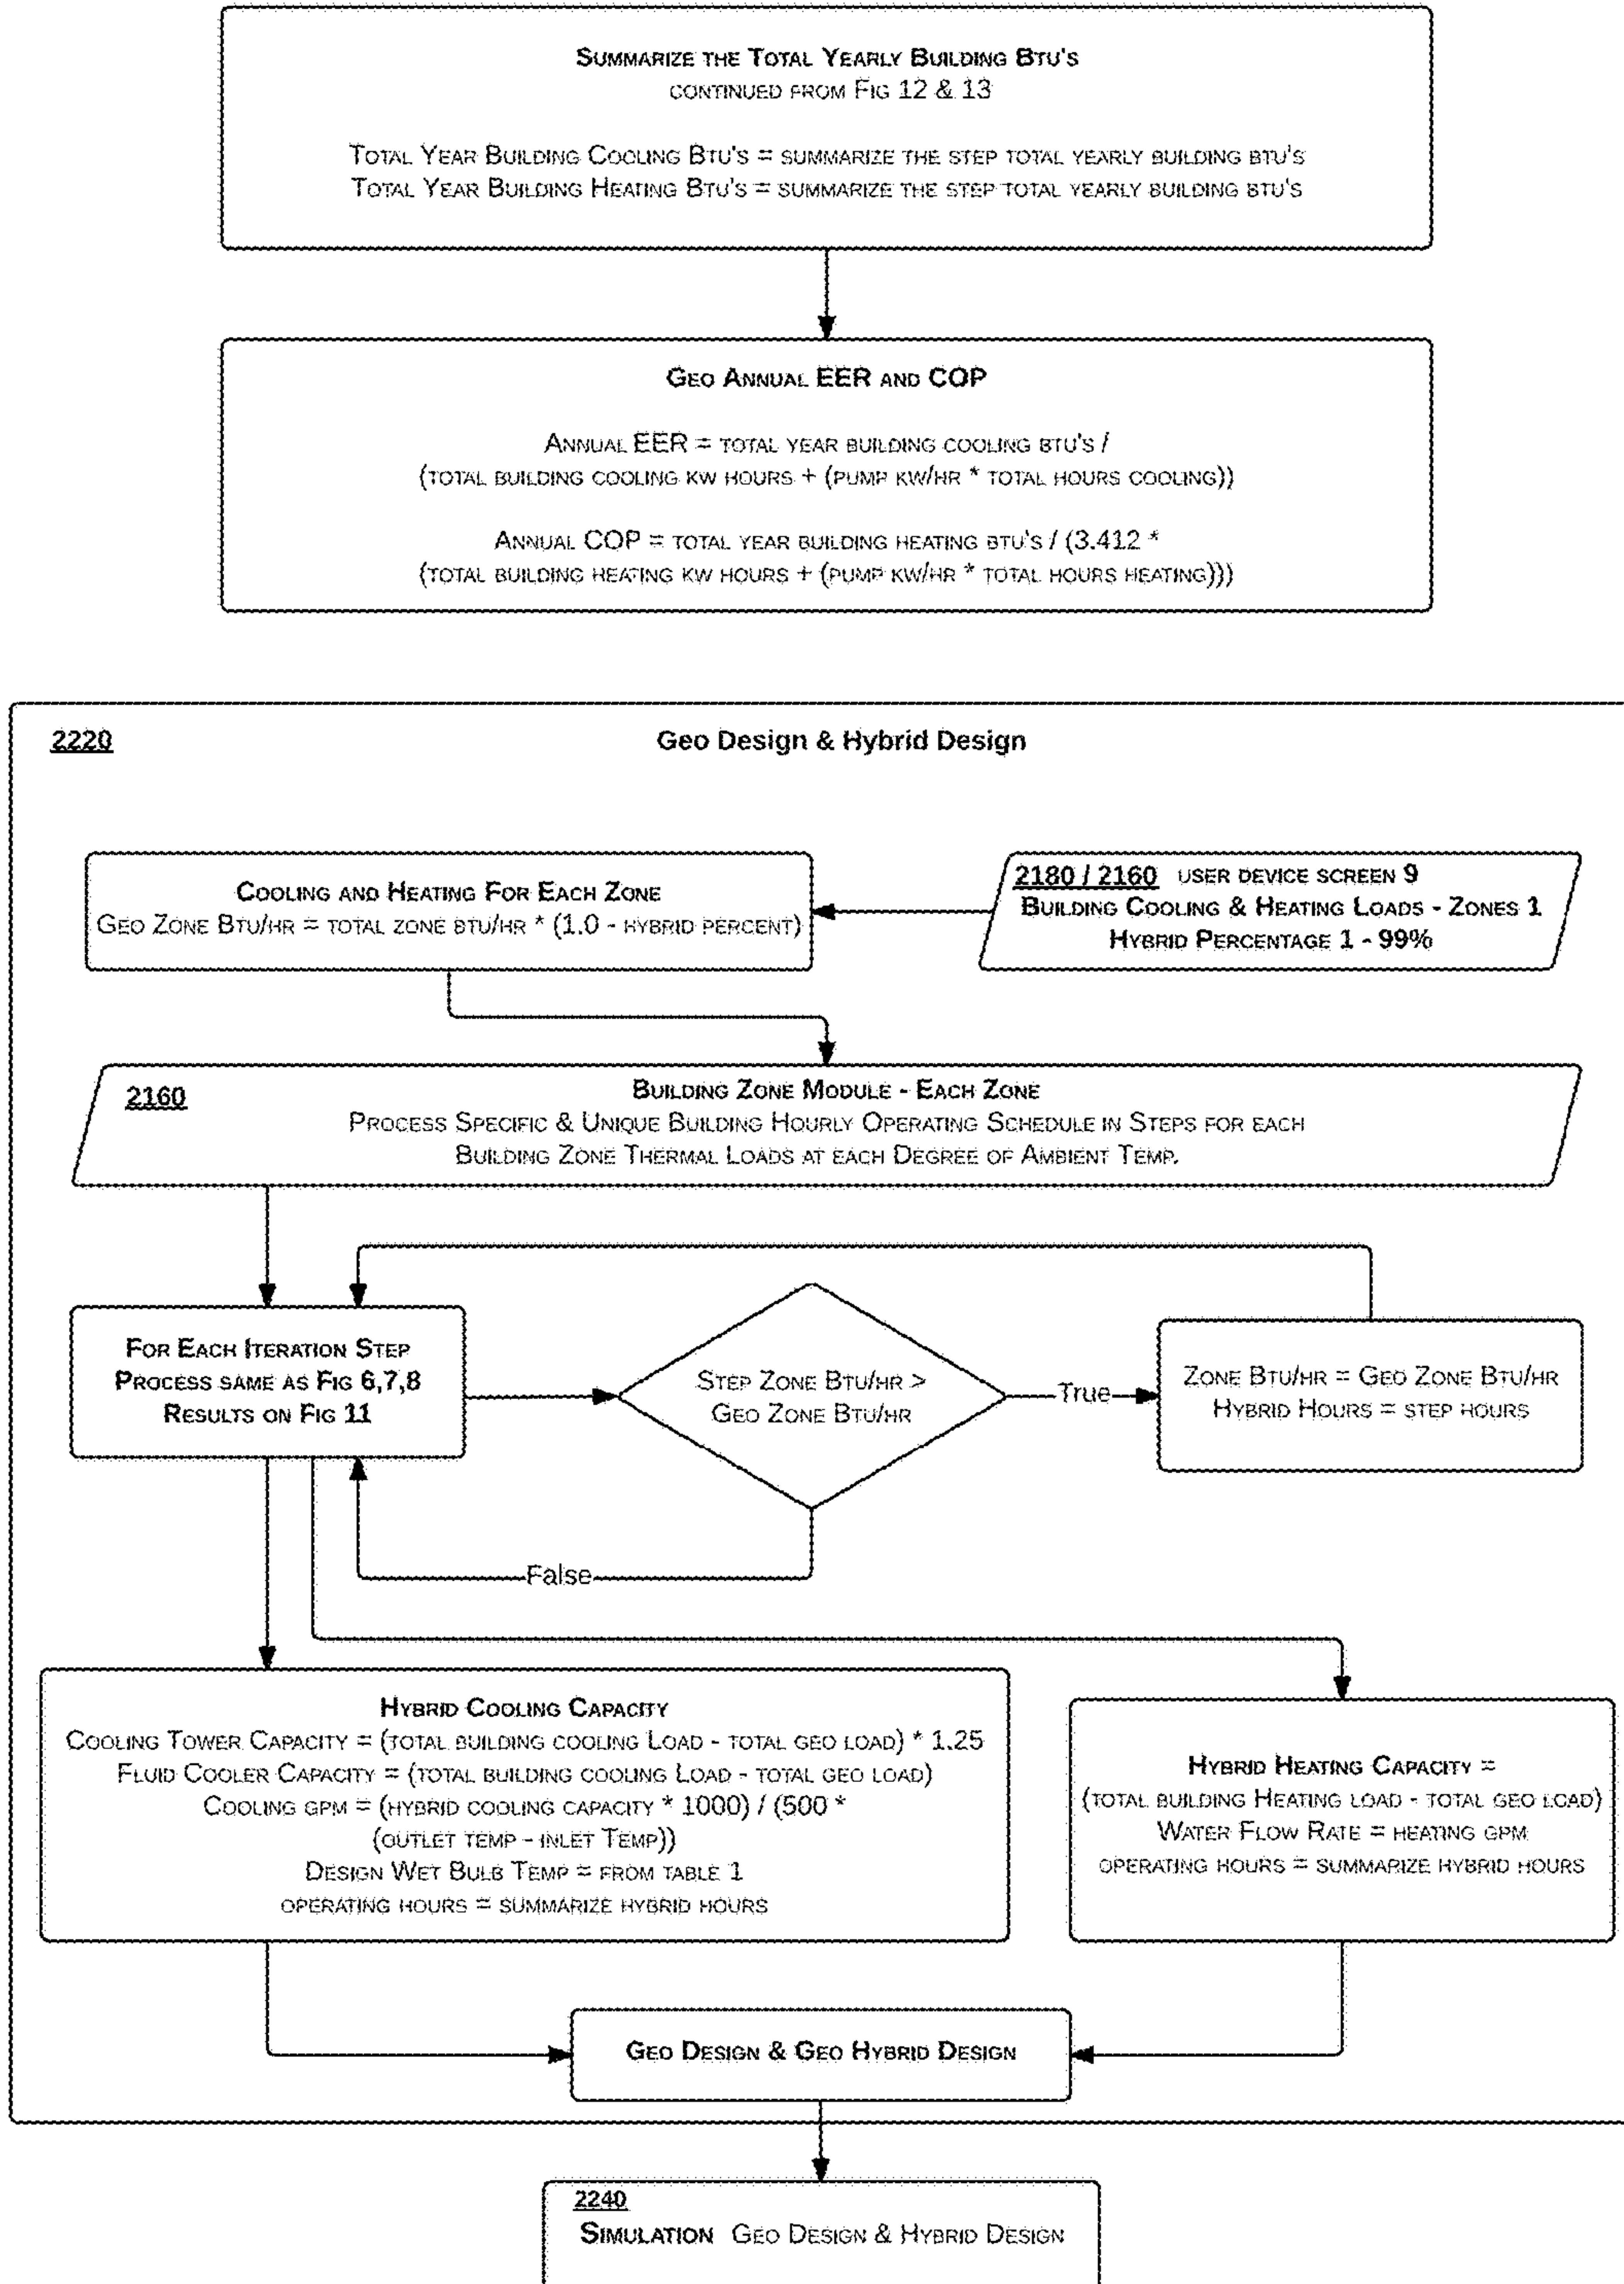 Summarize the Total Yearly Building Btu's
continued from Fig 12 & 13
Total Year Building Cooling Btu's = summarize the step total yearly building btu's
Total Year Building Heating Btu's = summarize the step total yearly building btu's
Geo Annual EER and COP
Annual EER = total year building cooling btu's /
(total building cooling kw hours + (pump kw/hr * total hours cooling))
Annual COP = total year building heating btu's / (3.412 *
(total building heating kw hours + (pump kw/hr * total hours heating)))
2220 Geo Design & Hybrid Design
Cooling and Heating For Each Zone
Geo Zone Btu/hr = total zone btu/hr * (1.0 - hybrid percent)
2180 / 2160 user device screen 9
Building Cooling & Heating Loads - Zones 1
Hybrid Percentage 1 - 99%
2160 Building Zone Module - Each Zone
Process Specific & Unique Building Hourly Operating Schedule in Steps for each
Building Zone Thermal Loads at each Degree of Ambient Temp.
For Each Iteration Step
Process same as Fig 6,7,8
Results on Fig 11
Step Zone Btu/hr >
Geo Zone Btu/hr
True
Zone Btu/hr = Geo Zone Btu/hr
Hybrid Hours = step hours
False
Hybrid Cooling Capacity
Cooling Tower Capacity = (total building cooling Load - total geo load) * 1.25
Fluid Cooler Capacity = (total building cooling Load - total geo load)
Cooling gpm = (hybrid cooling capacity * 1000) / (500 *
(outlet temp - inlet Temp))
Design Wet Bulb Temp = from table 1
operating hours = summarize hybrid hours
Hybrid Heating Capacity =
(total building Heating load - total geo load)
Water Flow Rate = heating gpm
operating hours = summarize hybrid hours
Geo Design & Geo Hybrid Design
2240
Simulation Geo Design & Hybrid Design